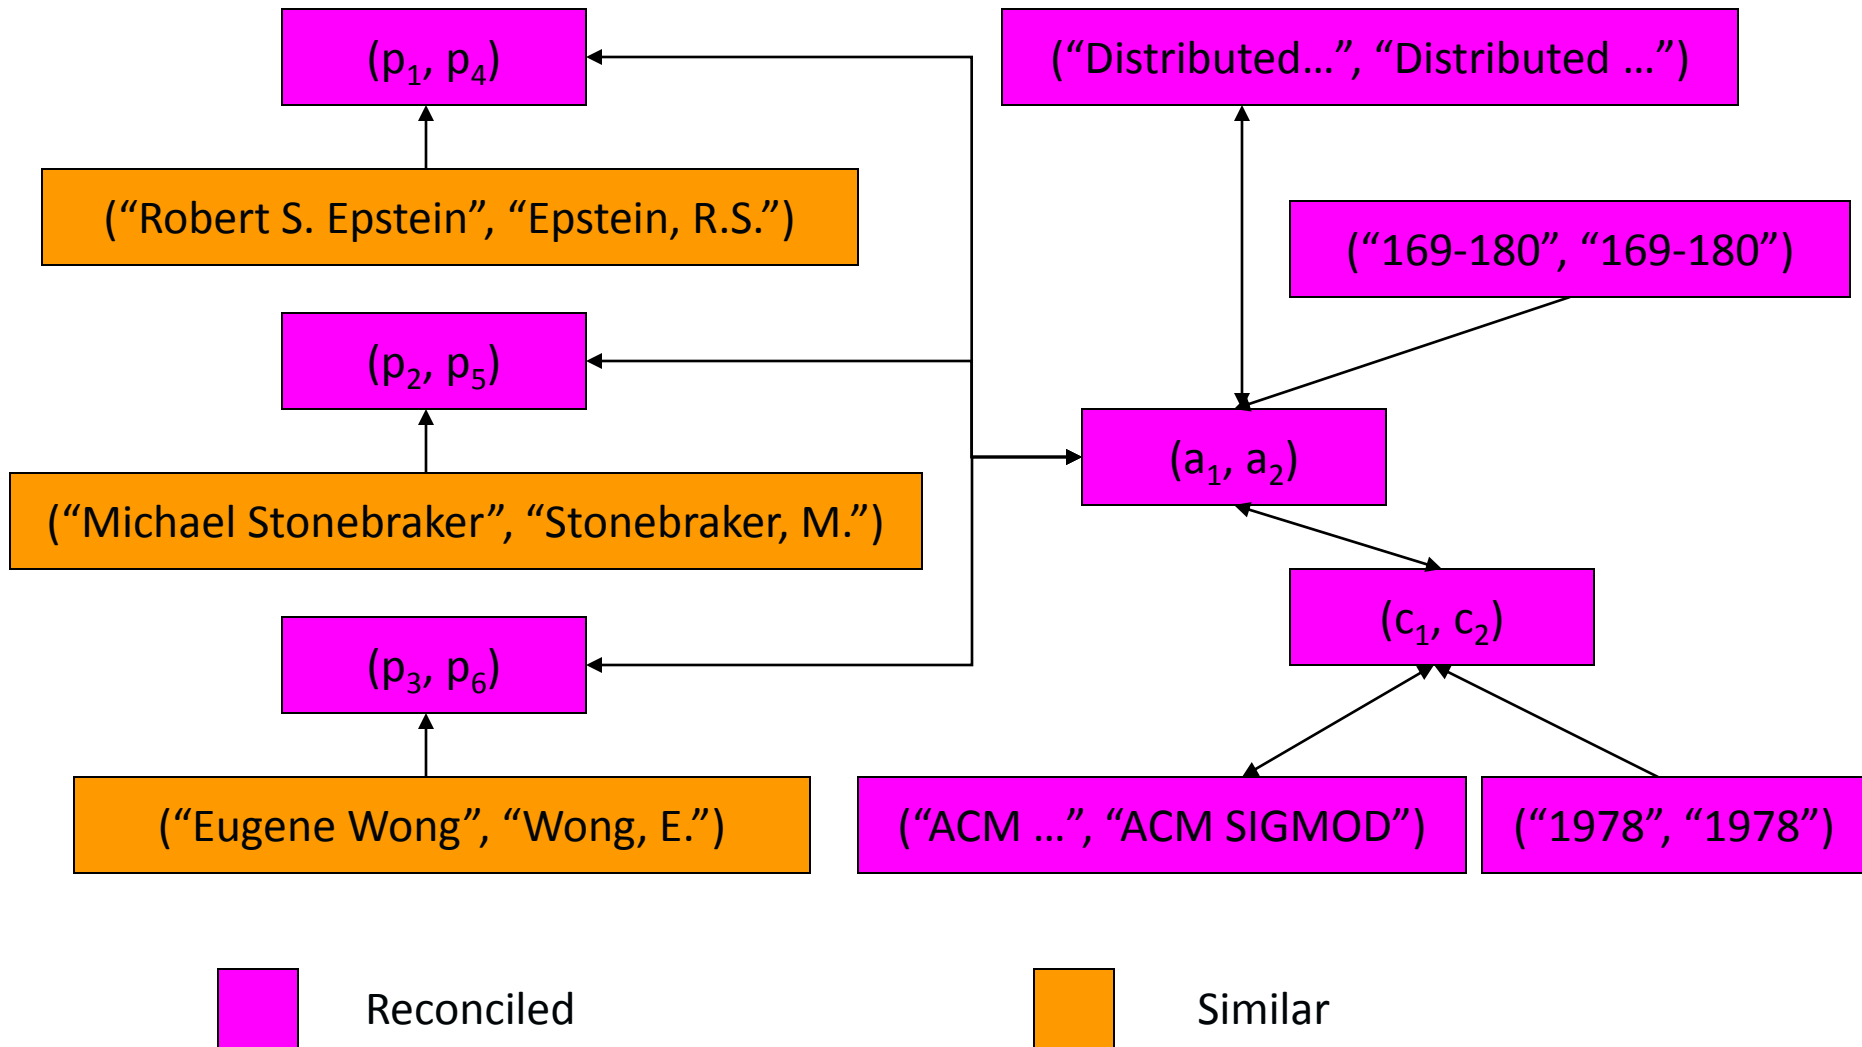 (p₁, p₄)
(“Distributed…”, “Distributed …”)
(“Robert S. Epstein”, “Epstein, R.S.”)
(“169-180”, “169-180”)
(p₂, p₅)
(a₁, a₂)
(“Michael Stonebraker”, “Stonebraker, M.”)
(c₁, c₂)
(p₃, p₆)
(“Eugene Wong”, “Wong, E.”)
(“ACM …”, “ACM SIGMOD”)
(“1978”, “1978”)
Reconciled
Similar